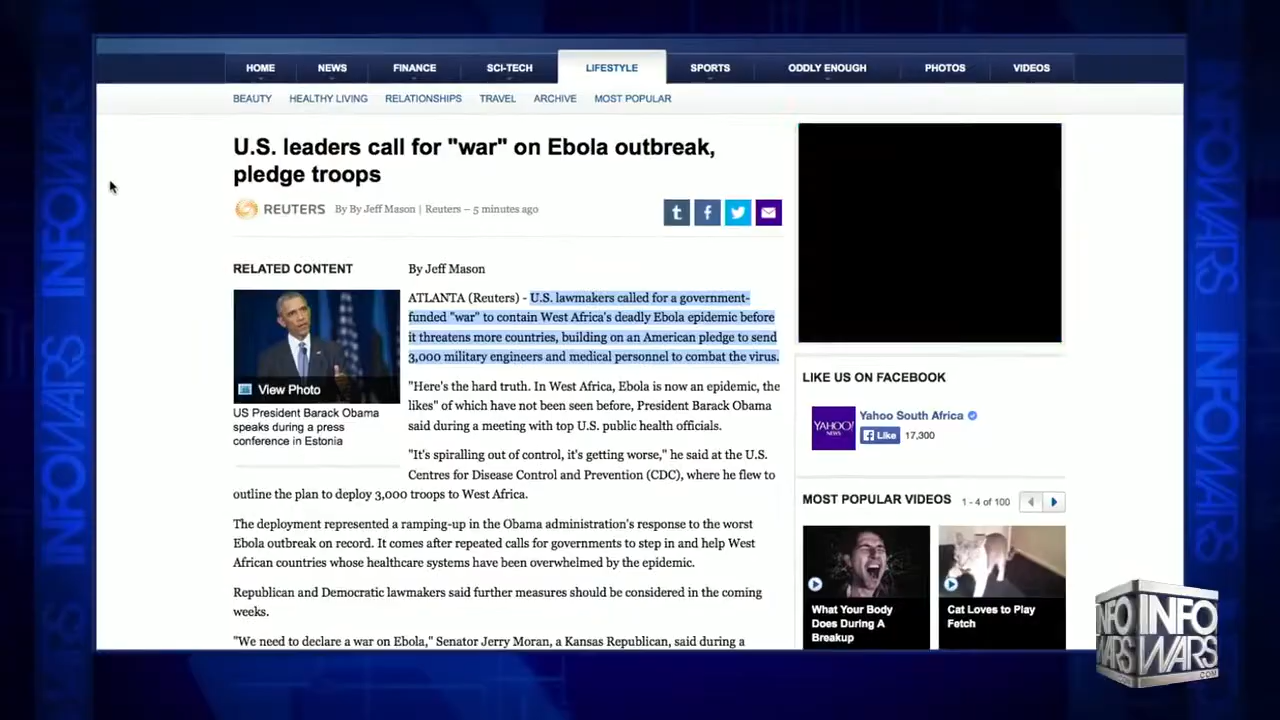 HOME NEWS FINANCE SCI-TECH LIFESTYLE SPORTS ODDLY ENOUGH PHOTOS VIDEOS
BEAUTY HEALTHY LIVING RELATIONSHIPS TRAVEL ARCHIVE MOST POPULAR
U.S. leaders call for "war" on Ebola outbreak,
pledge troops
REUTERS By By Jeff Mason | Reuters – 5 minutes ago
RELATED CONTENT
View Photo
US President Barack Obama
speaks during a press
conference in Estonia
By Jeff Mason
ATLANTA (Reuters) - U.S. lawmakers called for a government-
funded "war" to contain West Africa's deadly Ebola epidemic before
it threatens more countries, building on an American pledge to send
3,000 military engineers and medical personnel to combat the virus.
"Here's the hard truth. In West Africa, Ebola is now an epidemic, the
likes" of which have not been seen before, President Barack Obama
said during a meeting with top U.S. public health officials.
"It's spiralling out of control, it's getting worse," he said at the U.S.
Centres for Disease Control and Prevention (CDC), where he flew to
outline the plan to deploy 3,000 troops to West Africa.
The deployment represented a ramping-up in the Obama administration's response to the worst
Ebola outbreak on record. It comes after repeated calls for governments to step in and help West
African countries whose healthcare systems have been overwhelmed by the epidemic.
Republican and Democratic lawmakers said further measures should be considered in the coming
weeks.
"We need to declare a war on Ebola," Senator Jerry Moran, a Kansas Republican, said during a
LIKE US ON FACEBOOK
YAHOO!
NEWS
Yahoo South Africa
Like 17,300
MOST POPULAR VIDEOS 1 - 4 of 100
What Your Body
Does During A
Breakup
Cat Loves to Play
Fetch
INFOWARS
INFOWARS
INFO
WARS
INFO
WARS
.COM